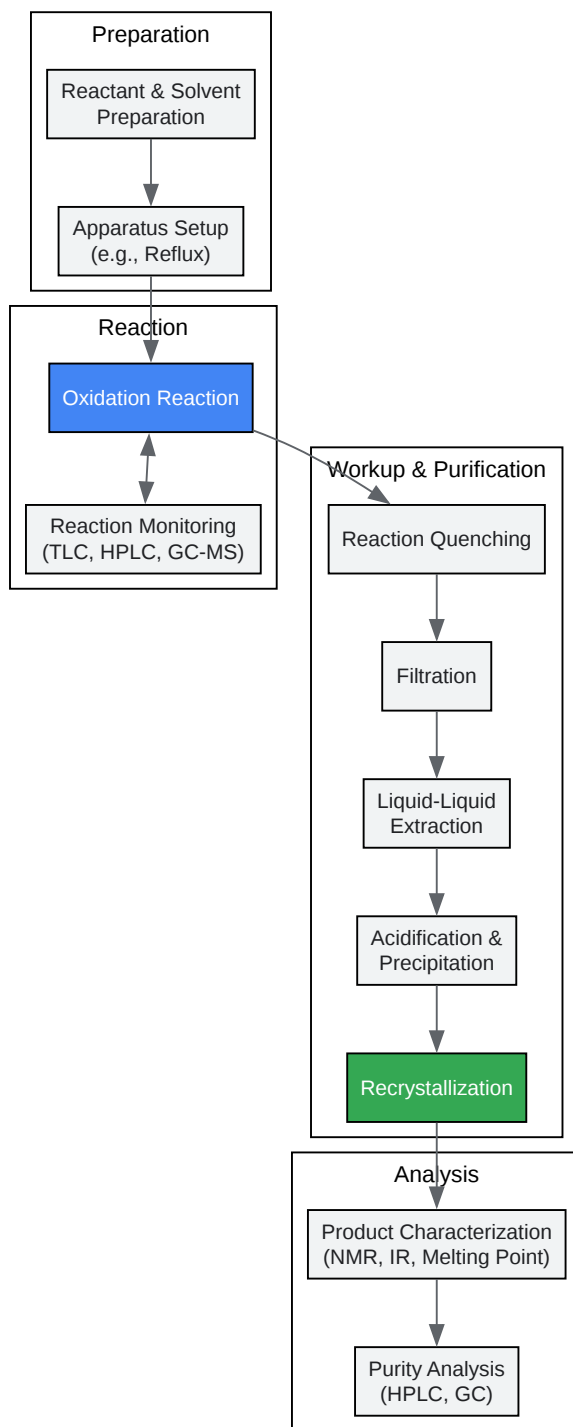 Preparation
Reactant & Solvent
Preparation
Apparatus Setup
(e.g., Reflux)
Reaction
Oxidation Reaction
Reaction Monitoring
(TLC, HPLC, GC-MS)
Workup & Purification
Reaction Quenching
Filtration
Liquid-Liquid
Extraction
Acidification &
Precipitation
Recrystallization
Analysis
Product Characterization
(NMR, IR, Melting Point)
Purity Analysis
(HPLC, GC)